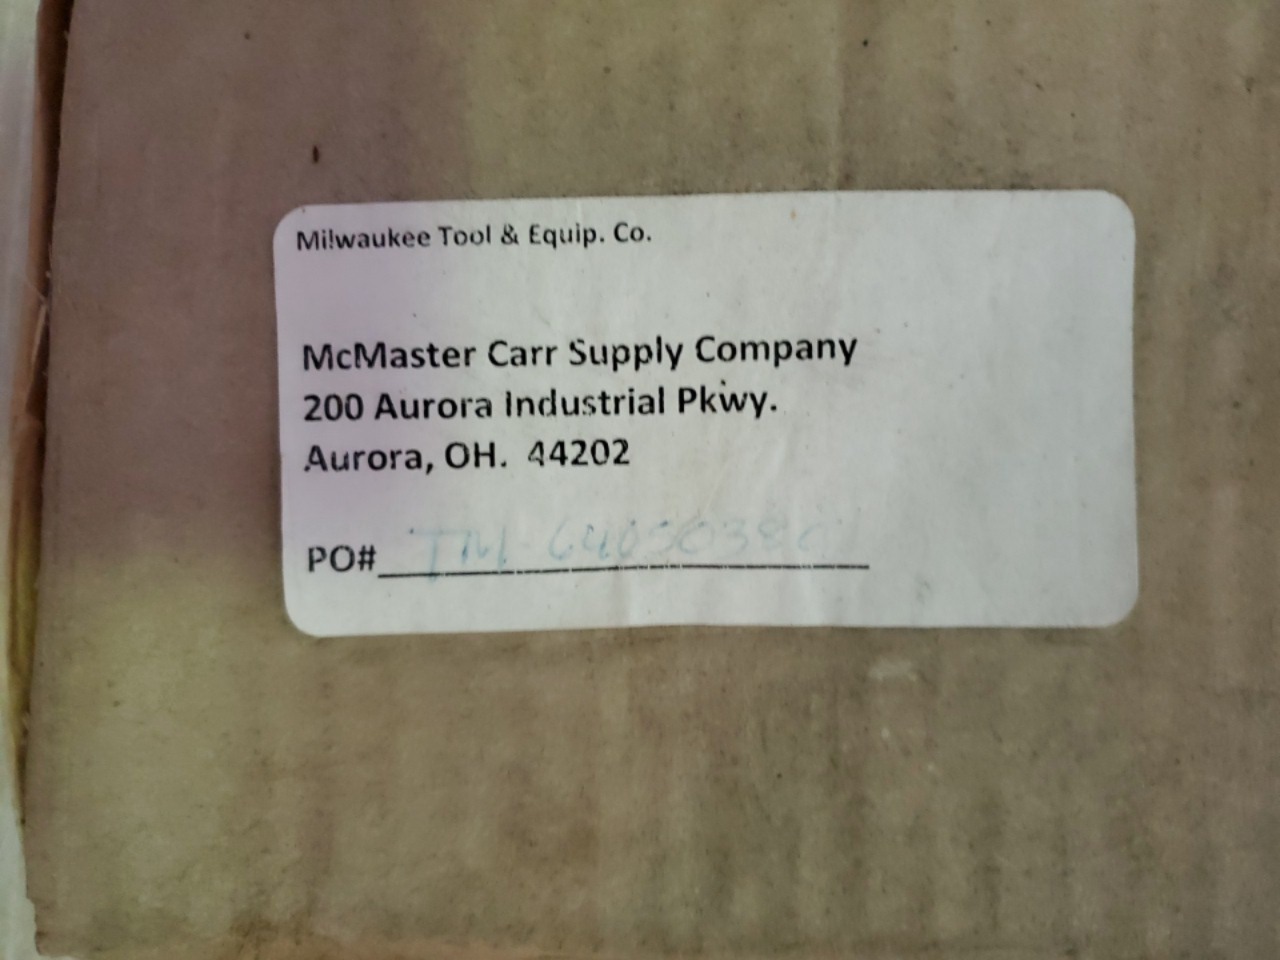 Milwaukee Tool & Equip. Co.
McMaster Carr Supply Company
200 Aurora Industrial Pkwy.
Aurora, OH. 44202
PO#